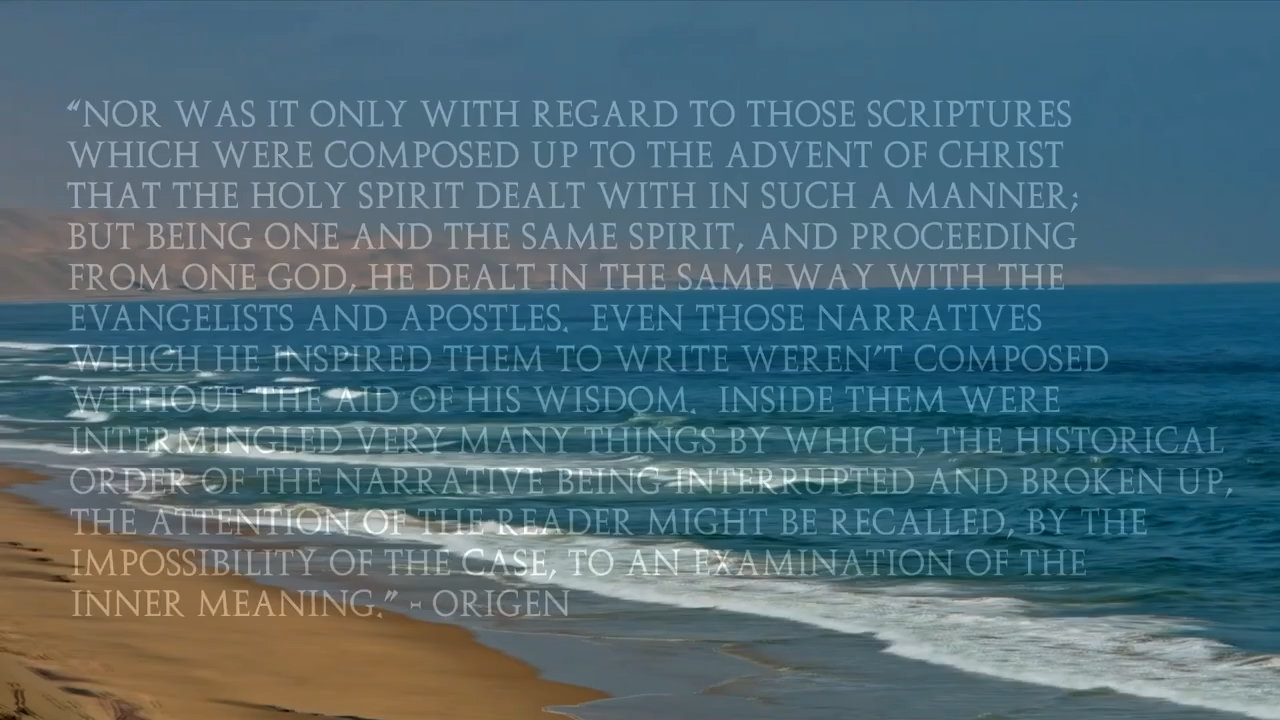 “NOR WAS IT ONLY WITH REGARD TO THOSE SCRIPTURES
WHICH WERE COMPOSED UP TO THE ADVENT OF CHRIST
THAT THE HOLY SPIRIT DEALT WITH IN SUCH A MANNER;
BUT BEING ONE AND THE SAME SPIRIT, AND PROCEEDING
FROM ONE GOD, HE DEALT IN THE SAME WAY WITH THE
EVANGELISTS AND APOSTLES. EVEN THOSE NARRATIVES
WHICH HE INSPIRED THEM TO WRITE WEREN’T COMPOSED
WITHOUT THE AID OF HIS WISDOM. INSIDE THEM WERE
INTERMINGLED VERY MANY THINGS BY WHICH, THE HISTORICAL
ORDER OF THE NARRATIVE BEING INTERRUPTED AND BROKEN UP,
THE ATTENTION OF THE READER MIGHT BE RECALLED, BY THE
IMPOSSIBILITY OF THE CASE, TO AN EXAMINATION OF THE
INNER MEANING.” - ORIGEN